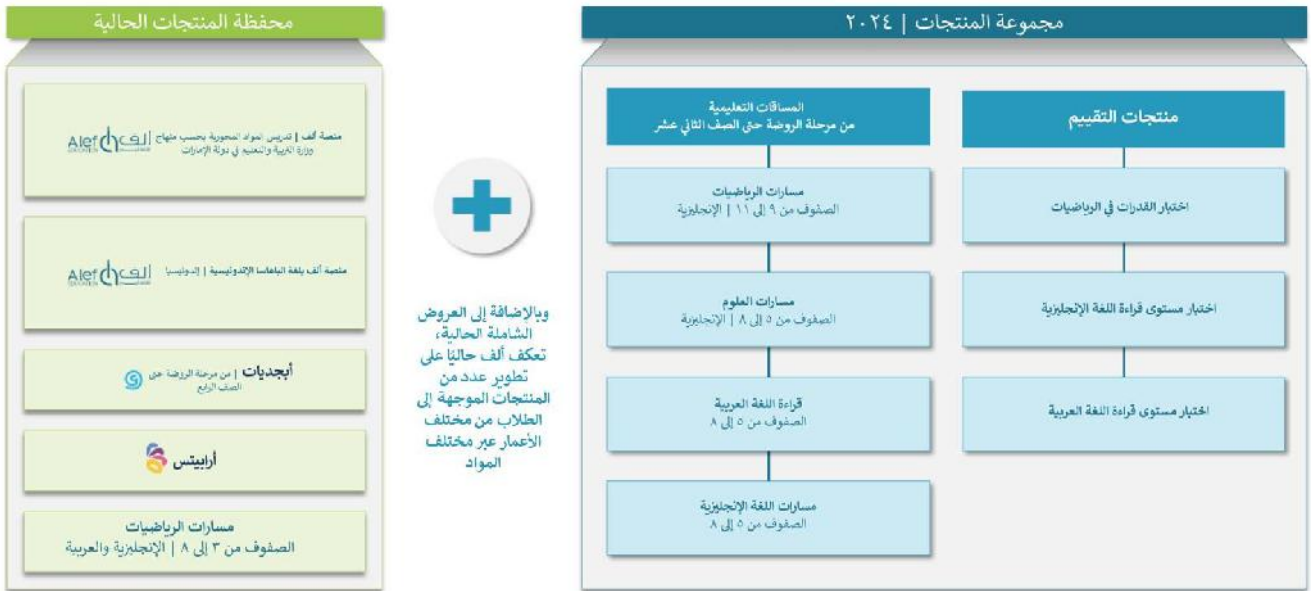 مجموعة المنتجات | ٢٠٢٤
منتجات التقييم
اختبار القدرات في الرياضيات
اختبار مستوى قراءة اللغة الإنجليزية
اختبار مستوى قراءة اللغة العربية
المساقات التعليمية
من مرحلة الروضة حتى الصف الثاني عشر
مسارات الرياضيات
الصفوف من ٩ إلى ١١ | الإنجليزية
مسارات العلوم
الصفوف من ٥ إلى ٨ | الإنجليزية
قراءة اللغة العربية
الصفوف من ٥ إلى ٨
مسارات اللغة الإنجليزية
الصفوف من ٥ إلى ٨
وبالإضافة إلى العروض
الشاملة الحالية،
تعكف ألف حاليًا على
تطوير عدد من
المنتجات الموجهة إلى
الطلاب من مختلف
الأعمار عبر مختلف
المواد
محفظة المنتجات الحالية
منصة ألف | تدريس المواد المحورية بحسب منهاج
وزارة التربية والتعليم في دولة الإمارات
ألف Alef
EDUCATION
منصة ألف بلغة الباهاسا الإندونيسية | إندونيسيا
ألف Alef
EDUCATION
أبجديات | من مرحلة الروضة حتى
الصف الرابع
أرابيتس
مسارات الرياضيات
الصفوف من ٣ إلى ٨ | الإنجليزية والعربية